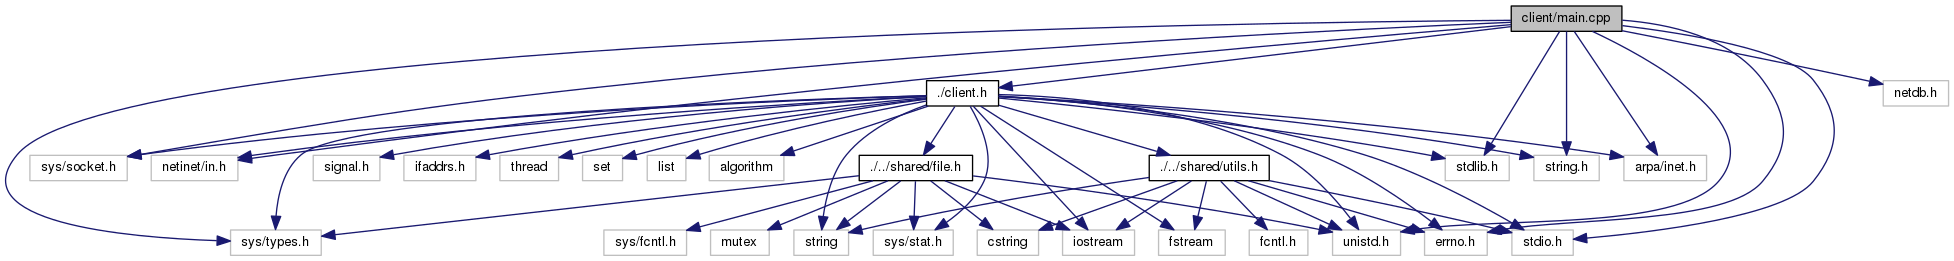 client/main.cpp
./client.h
netdb.h
sys/socket.h
netinet/in.h
signal.h
ifaddrs.h
thread
set
list
algorithm
./../shared/file.h
./../shared/utils.h
stdlib.h
string.h
arpa/inet.h
sys/types.h
sys/fcntl.h
mutex
string
sys/stat.h
cstring
iostream
fstream
fcntl.h
unistd.h
errno.h
stdio.h